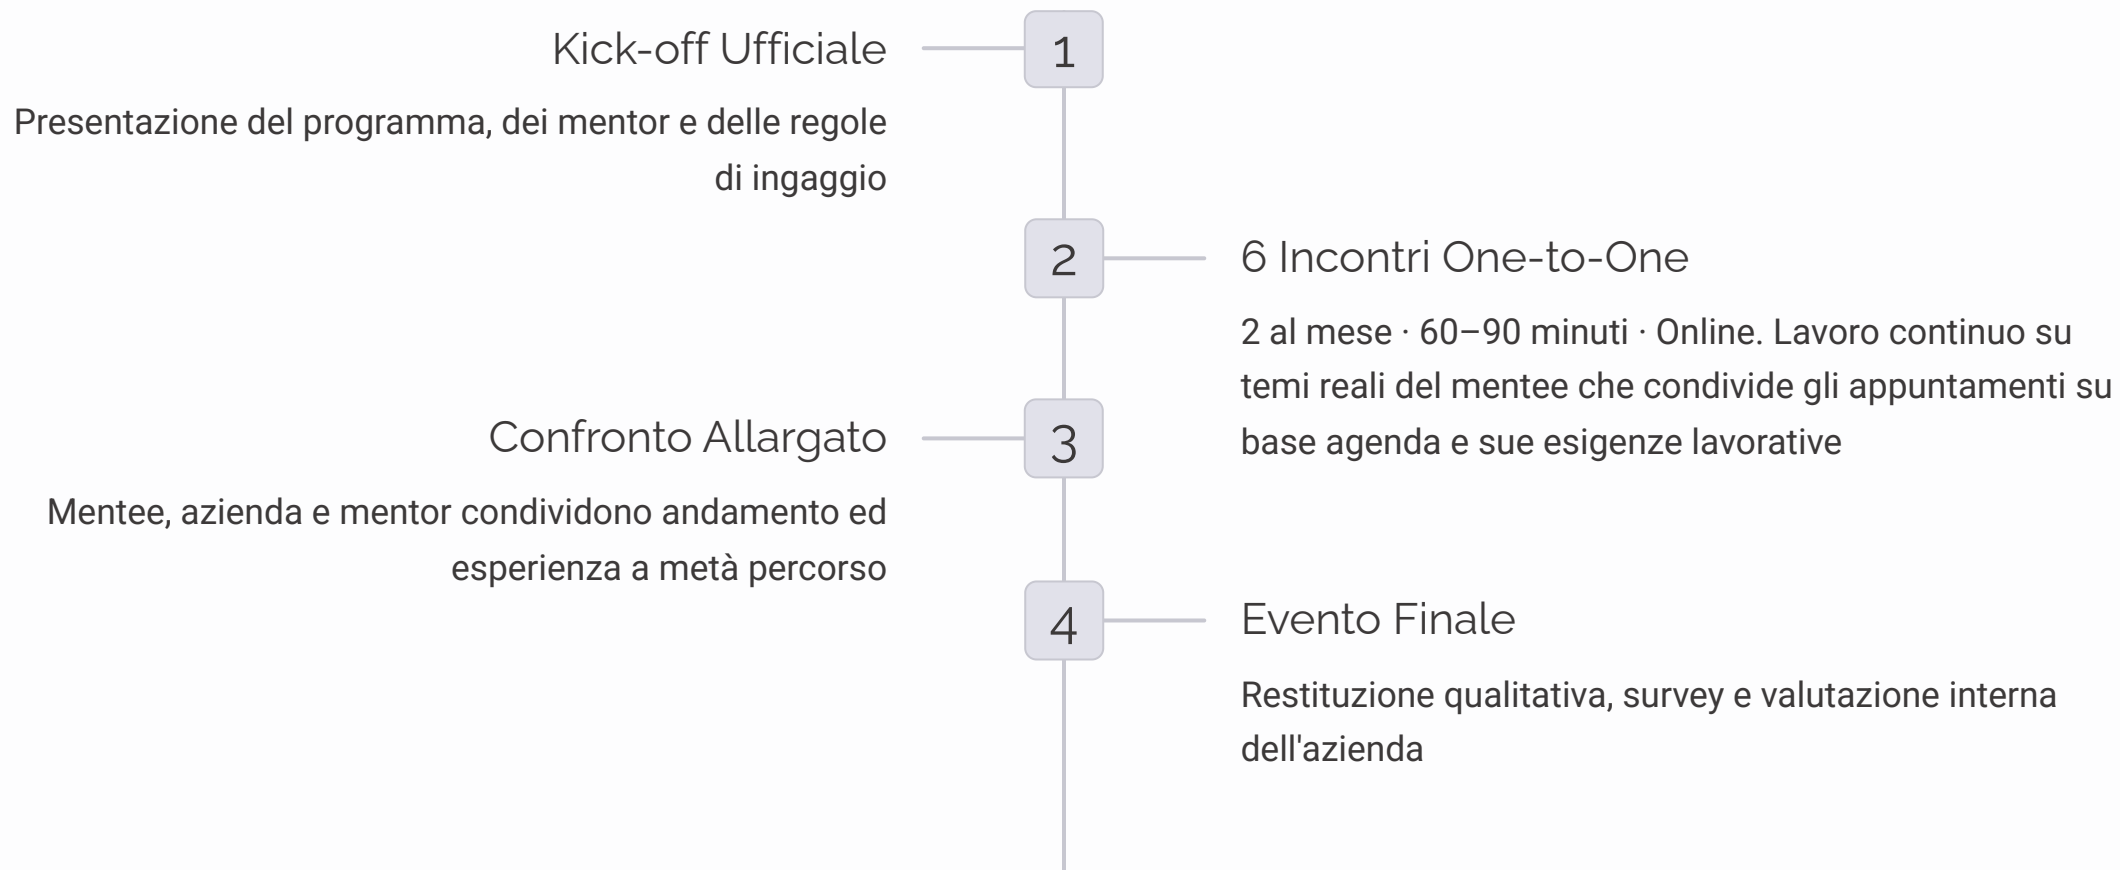 1
Kick-off Ufficiale
Presentazione del programma, dei mentor e delle regole
di ingaggio
2
6 Incontri One-to-One
2 al mese · 60–90 minuti · Online. Lavoro continuo su
temi reali del mentee che condivide gli appuntamenti su
base agenda e sue esigenze lavorative
3
Confronto Allargato
Mentee, azienda e mentor condividono andamento ed
esperienza a metà percorso
4
Evento Finale
Restituzione qualitativa, survey e valutazione interna
dell'azienda